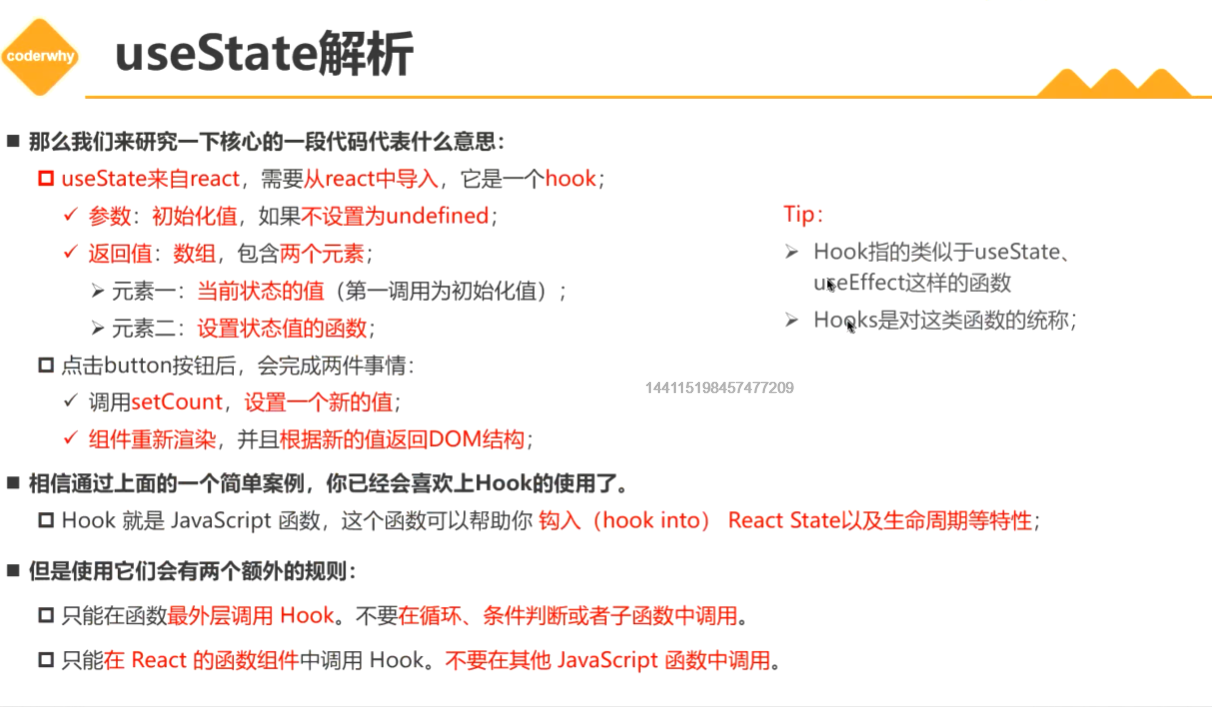 coderwhy
useState解析
那么我们来研究一下核心的一段代码代表什么意思：
useState来自react，需要从react中导入，它是一个hook；
参数：初始化值，如果不设置为undefined；
返回值：数组，包含两个元素；
元素一：当前状态的值（第一调用为初始化值）；
元素二：设置状态值的函数；
点击button按钮后，会完成两件事情：
调用setCount，设置一个新的值；
组件重新渲染，并且根据新的值返回DOM结构；
相信通过上面的一个简单案例，你已经会喜欢上Hook的使用了。
Hook 就是 JavaScript 函数，这个函数可以帮助你 钩入（hook into） React State以及生命周期等特性；
但是使用它们会有两个额外的规则：
只能在函数最外层调用 Hook。不要在循环、条件判断或者子函数中调用。
只能在 React 的函数组件中调用 Hook。不要在其他 JavaScript 函数中调用。
Tip：
Hook指的类似于useState、
useEffect这样的函数
Hooks是对这类函数的统称；
144115198457477209